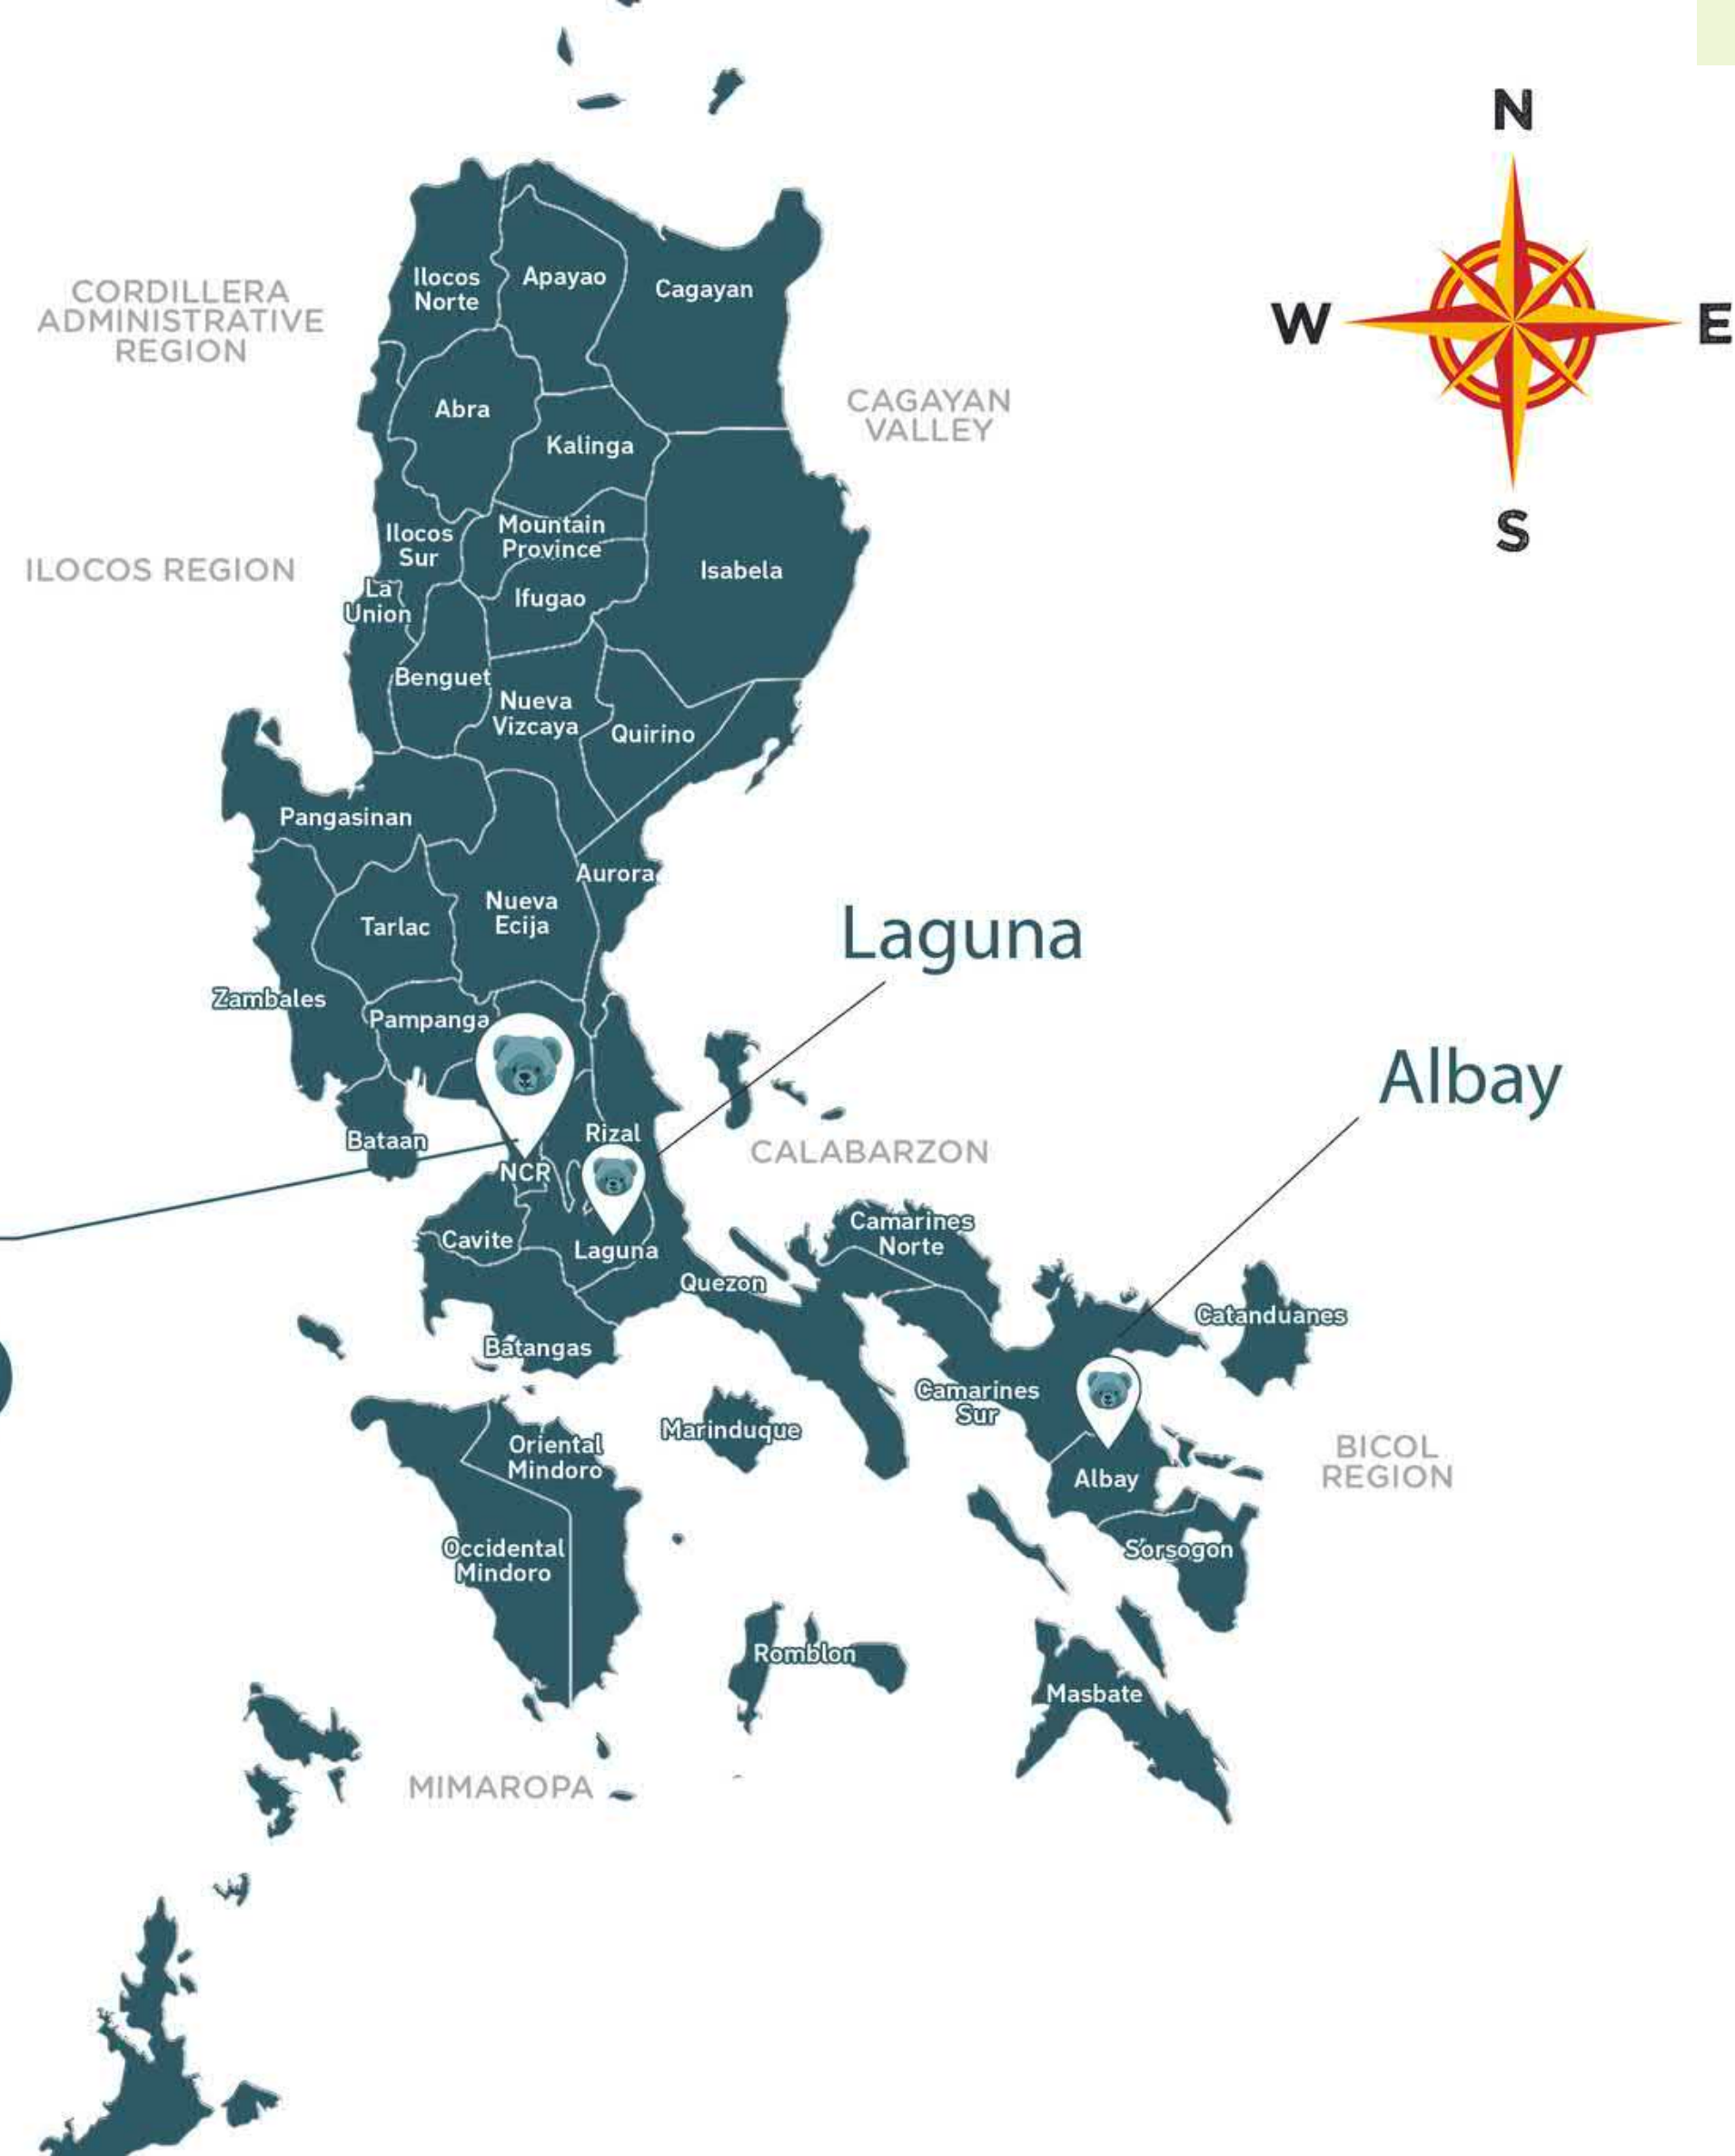 N
W
E
S
CORDILLERA
ADMINISTRATIVE
REGION
Ilocos
Norte
Apayao
Cagayan
CAGAYAN
VALLEY
Abra
Kalinga
ILOCOS REGION
Ilocos
Sur
Mountain
Province
Isabela
La
Union
Ifugao
Benguet
Nueva
Vizcaya
Quirino
Pangasinan
Aurora
Tarlac
Nueva
Ecija
Laguna
Zambales
Pampanga
Albay
Bataan
Rizal
CALABARZON
NCR
Cavite
Laguna
Camarines
Norte
Quezon
Catanduanes
Batangas
Camarines
Sur
Marinduque
Oriental
Mindoro
BICOL
REGION
Albay
Occidental
Mindoro
Sorsogon
Romblon
Masbate
MIMAROPA